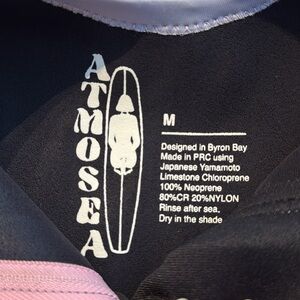 ATMOSEA
M
Designed in Byron Bay
Made in PRC using
Japanese Yamamoto
Limestone Chloroprene
100% Neoprene
80%CR 20%NYLON
Rinse after sea.
Dry in the shade